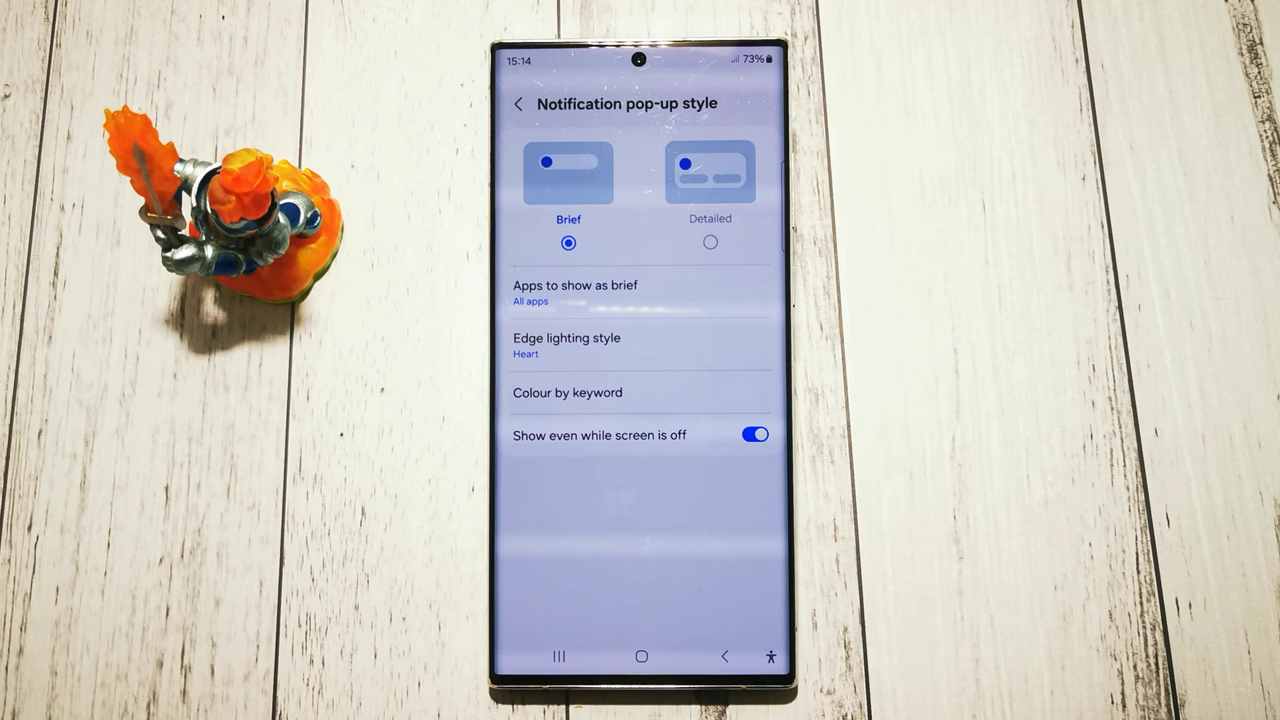 15:14
73%
Notification pop-up style
Brief
Detailed
Apps to show as brief
All apps
Edge lighting style
Heart
Colour by keyword
Show even while screen is off